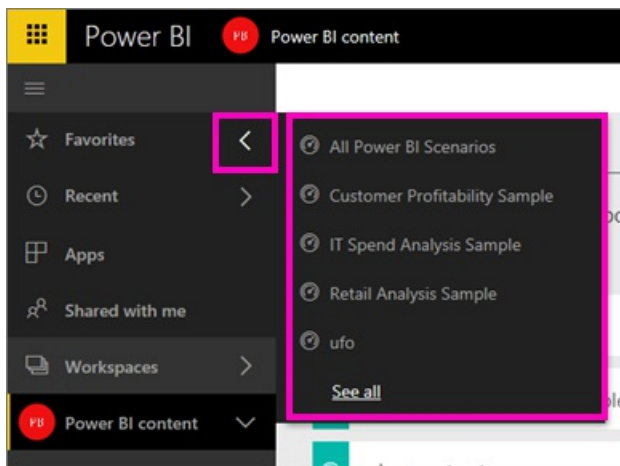 Power BI PB Power BI content
Favorites
Recent
Apps
Shared with me
Workspaces
PB Power BI content
All Power BI Scenarios
Customer Profitability Sample
IT Spend Analysis Sample
Retail Analysis Sample
ufo
See all